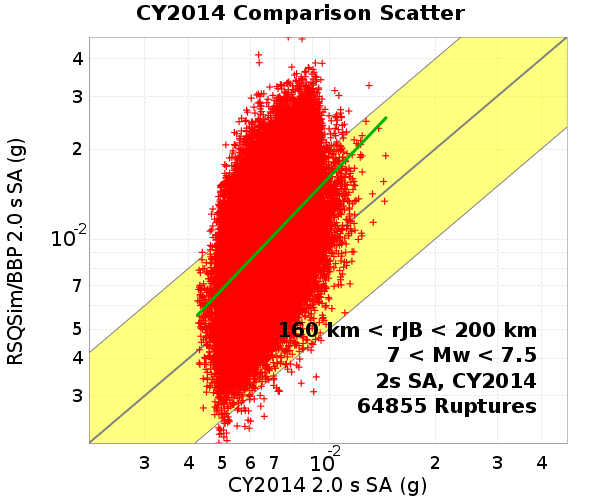 CY2014 Comparison Scatter
RSQSim/BBP 2.0 s SA (g)
4
3
2
10-2
7
5
4
3
160 km < rJB < 200 km
7 < Mw < 7.5
2s SA, CY2014
64855 Ruptures
3 4 5 6 7 10-2 2 3 4
CY2014 2.0 s SA (g)